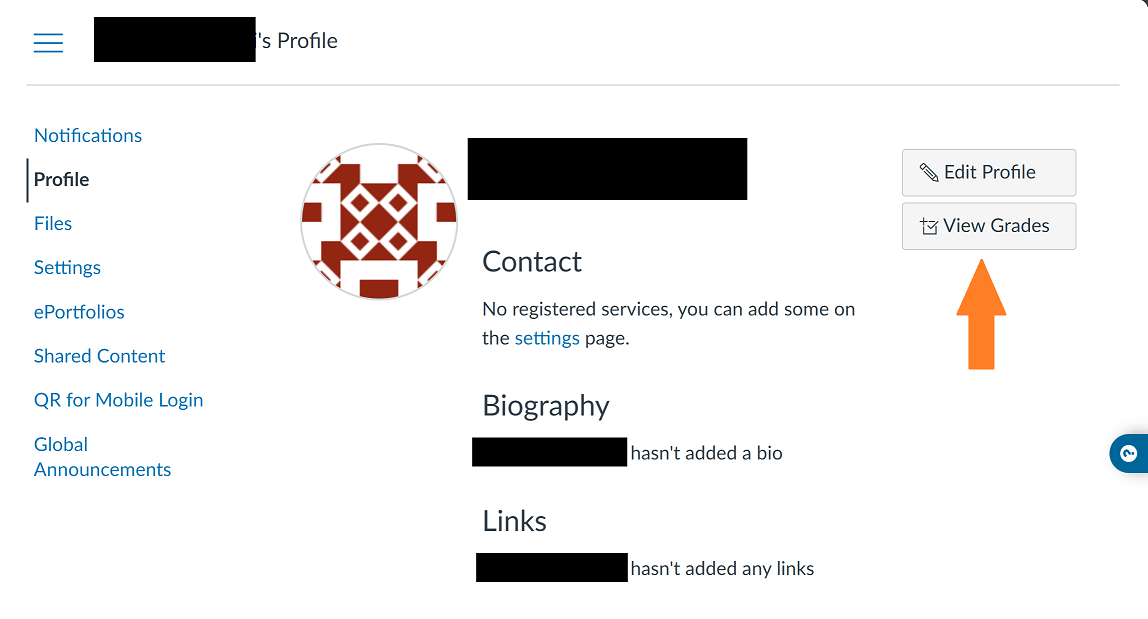 's Profile
Notifications
Profile
Files
Settings
ePortfolios
Shared Content
QR for Mobile Login
Global
Announcements
Contact
No registered services, you can add some on
the settings page.
Biography
hasn't added a bio
Links
hasn't added any links
Edit Profile
View Grades